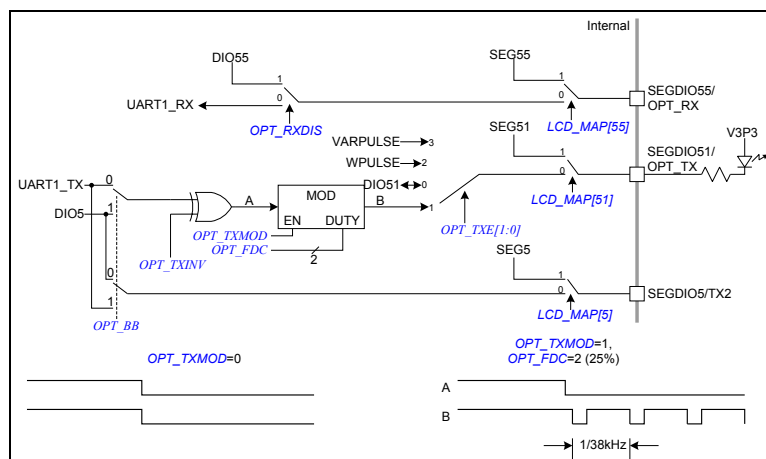 Internal
DIO55
SEG55
1
1
UART1_RX
0
0
SEGDIO55/
OPT_RX
OPT_RXDIS
LCD_MAP[55]
VARPULSE
3
SEG51
V3P3
WPULSE
2
1
SEGDIO51/
OPT_TX
UART1_TX
0
A
MOD
DIO51
0
B
0
DIO5
1
EN
DUTY
1
LCD_MAP[51]
OPT_TXMOD
OPT_FDC
2
OPT_TXE[1:0]
OPT_TXINV
SEG5
0
1
0
SEGDIO5/TX2
1
OPT_BB
LCD_MAP[5]
OPT_TXMOD=0
OPT_TXMOD=1,
OPT_FDC=2 (25%)
A
B
1/38kHz